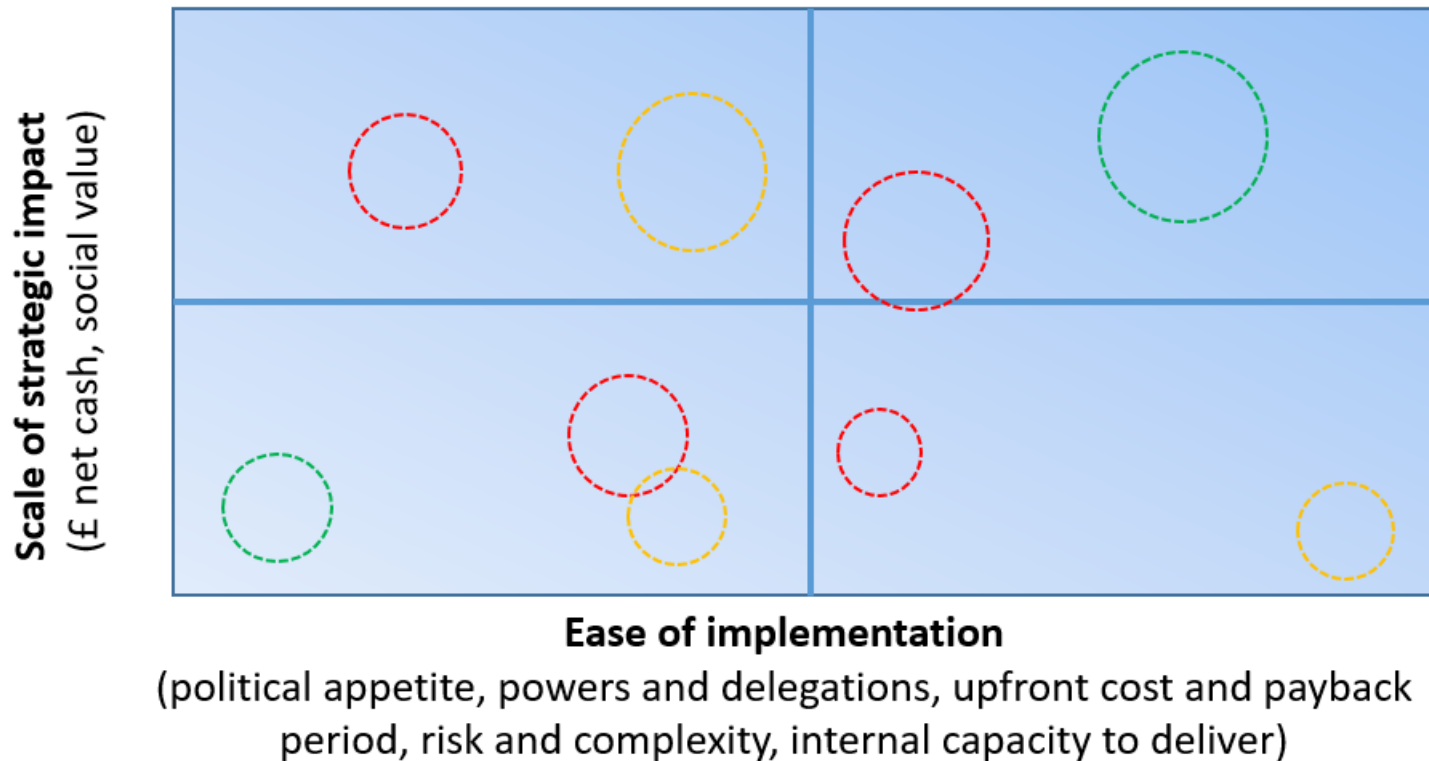 Scale of strategic impact
(£ net cash, social value)
Ease of implementation
(political appetite, powers and delegations, upfront cost and payback
period, risk and complexity, internal capacity to deliver)